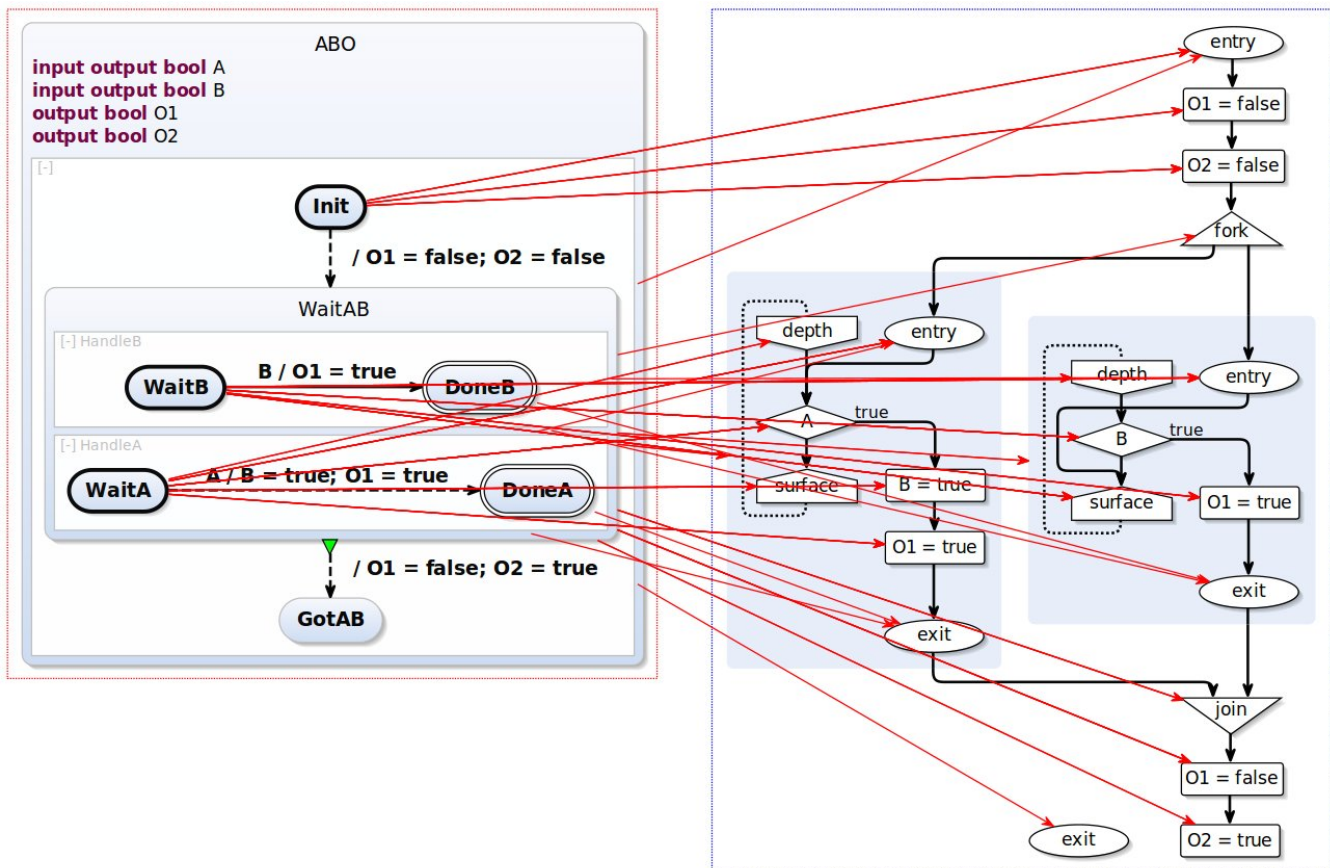 ABO
input output bool A
input output bool B
output bool O1
output bool O2
[-]
Init
/ O1 = false; O2 = false
WaitAB
[-] HandleB
B / O1 = true
WaitB
DoneB
[-] HandleA
A / B = true; O1 = true
WaitA
DoneA
/ O1 = false; O2 = true
GotAB
entry
O1 = false
O2 = false
fork
depth
entry
A
true
surface
B = true
O1 = true
exit
depth
entry
B
true
surface
O1 = true
exit
join
O1 = false
O2 = true
exit